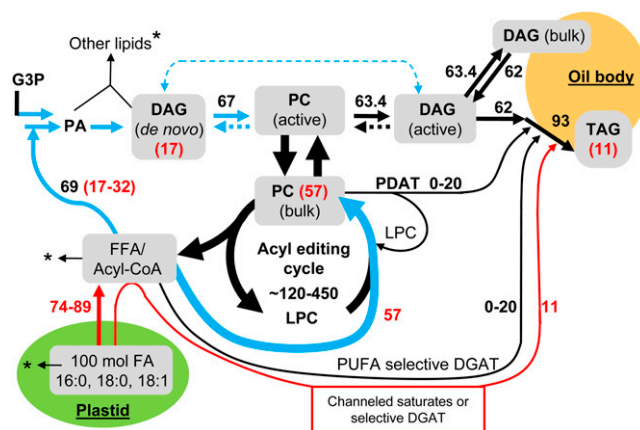 Other lipids*
G3P
PA
DAG
(de novo)
(17)
67
PC
(active)
63.4
DAG
(active)
63.4
62
DAG (bulk)
Oil body
62
93
TAG
(11)
69 (17-32)
PC (57)
(bulk)
PDAT 0-20
LPC
* FFA/
Acyl-CoA
Acyl editing
cycle
~120-450
LPC
57
0-20
11
74-89
PUFA selective DGAT
* 100 mol FA
16:0, 18:0, 18:1
Plastid
Channeled saturates or
selective DGAT